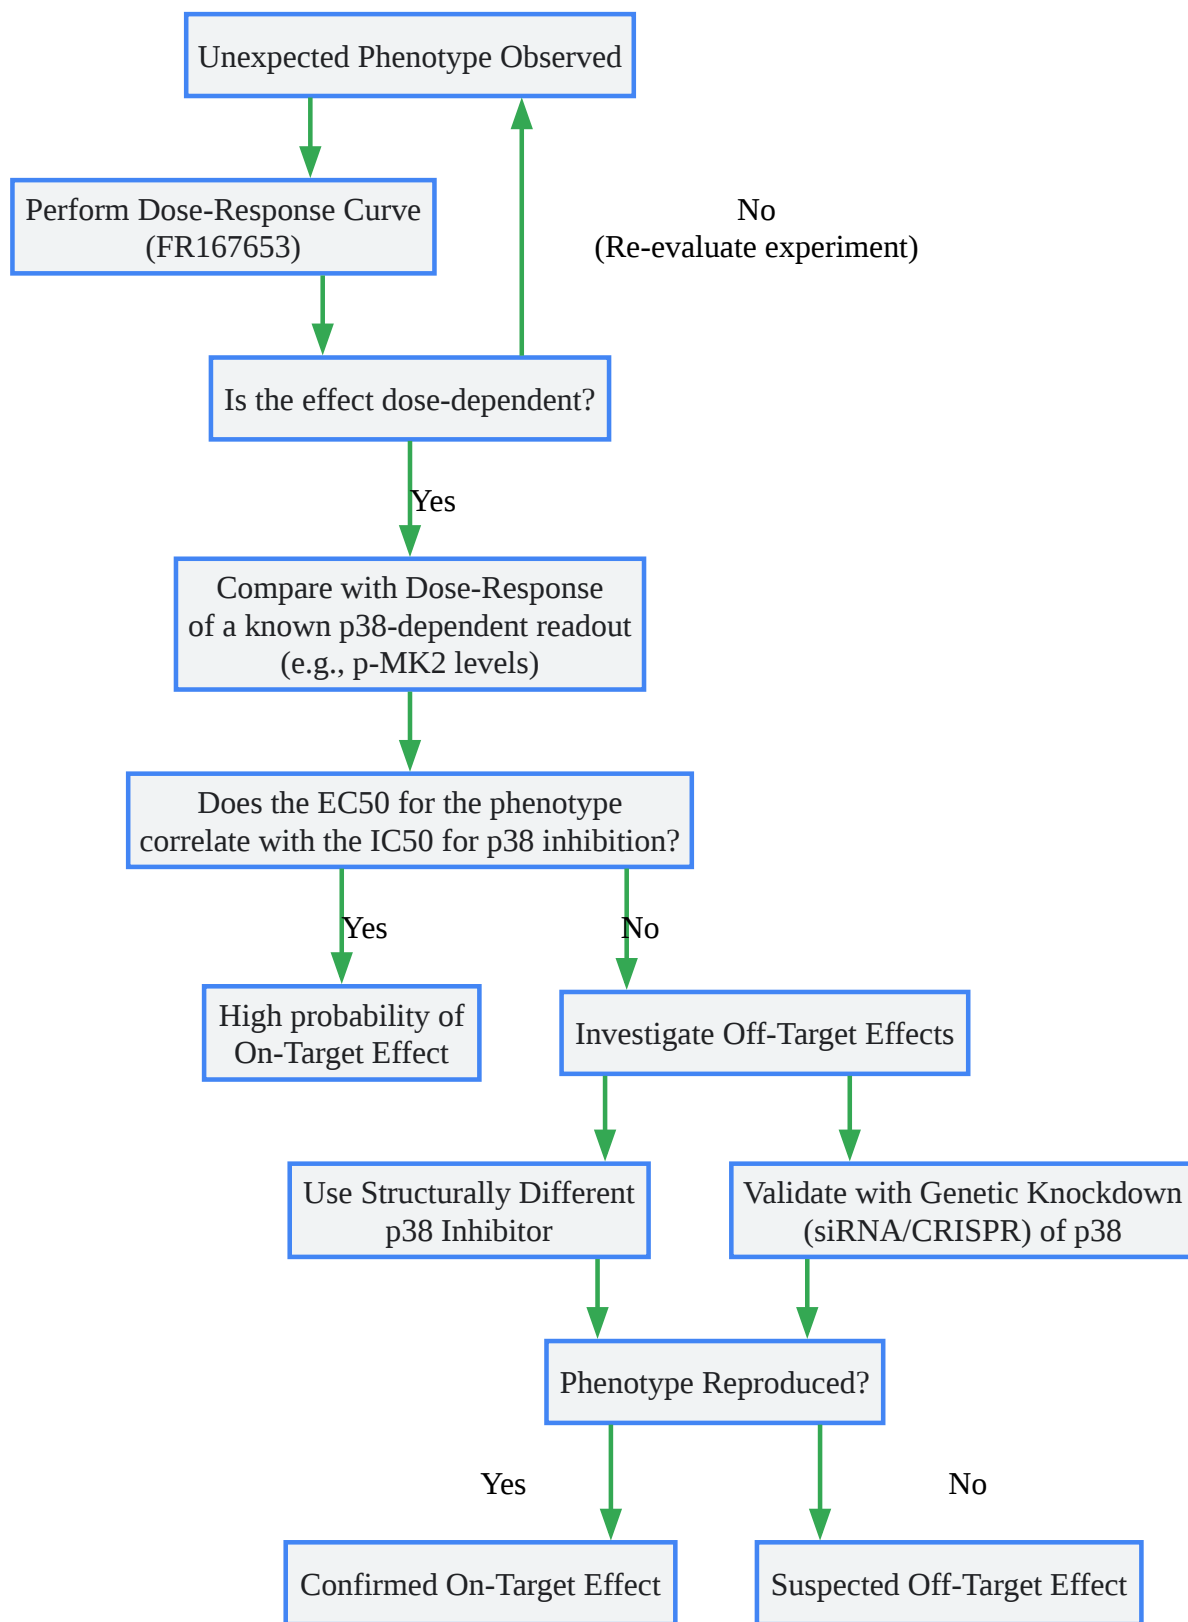 Unexpected Phenotype Observed
Perform Dose-Response Curve
(FR167653)
No
(Re-evaluate experiment)
Is the effect dose-dependent?
Yes
Compare with Dose-Response
of a known p38-dependent readout
(e.g., p-MK2 levels)
Does the EC50 for the phenotype
correlate with the IC50 for p38 inhibition?
Yes
No
High probability of
On-Target Effect
Investigate Off-Target Effects
Use Structurally Different
p38 Inhibitor
Validate with Genetic Knockdown
(siRNA/CRISPR) of p38
Phenotype Reproduced?
Yes
No
Confirmed On-Target Effect
Suspected Off-Target Effect